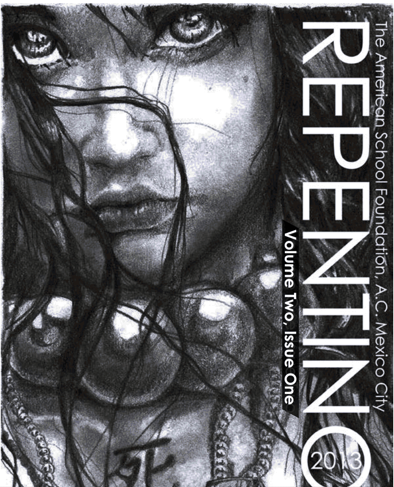 The American School Foundation, A.C., Mexico City
REPENTINO
Volume Two, Issue One
2013